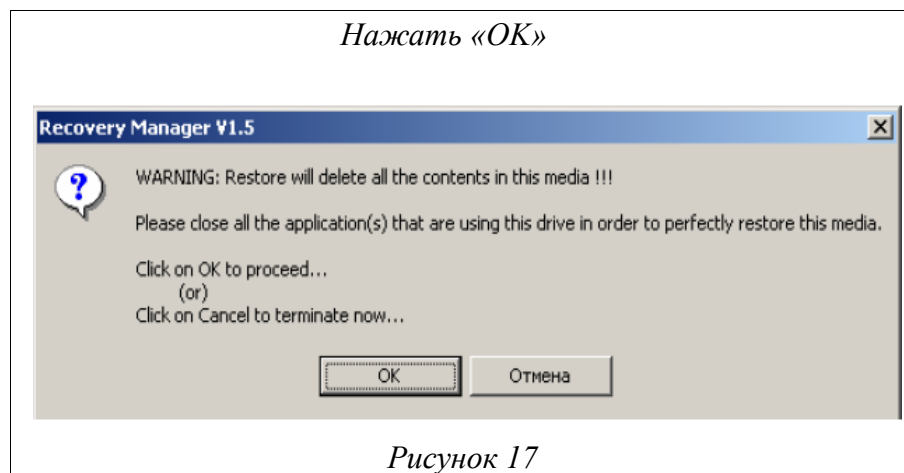 Нажать «OK»
Recovery Manager V1.5
WARNING: Restore will delete all the contents in this media !!!
Please close all the application(s) that are using this drive in order to perfectly restore this media.
Click on OK to proceed...
(or)
Click on Cancel to terminate now...
OK
Отмена
Рисунок 17